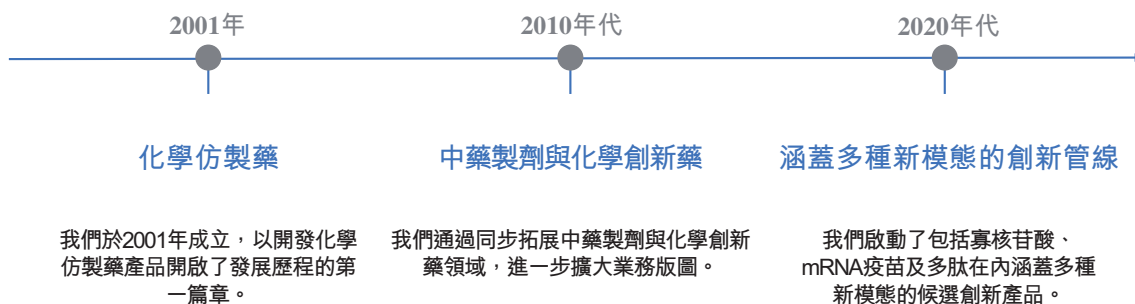 2001年
2010年代
2020年代
化學仿製藥
中藥製劑與化學創新藥
涵蓋多種新模態的創新管線
我們於2001年成立，以開發化學
仿製藥產品開啟了發展歷程的第
一篇章。
我們通過同步拓展中藥製劑與化學創新
藥領域，進一步擴大業務版圖。
我們啟動了包括寡核苷酸、
mRNA疫苗及多肽在內涵蓋多種
新模態的候選創新產品。